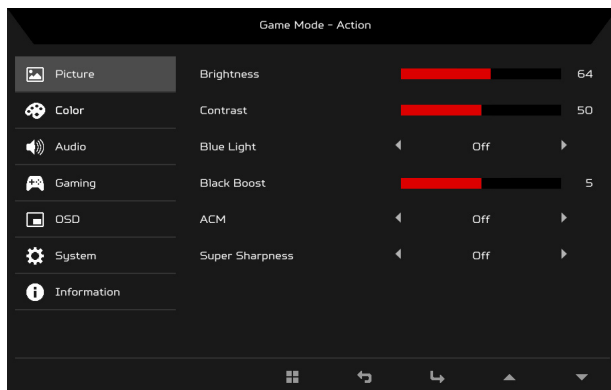 Game Mode - Action
Picture
Brightness 64
Color
Contrast 50
Audio
Blue Light Off
Gaming
Black Boost 5
OSD
ACM Off
System
Super Sharpness Off
Information